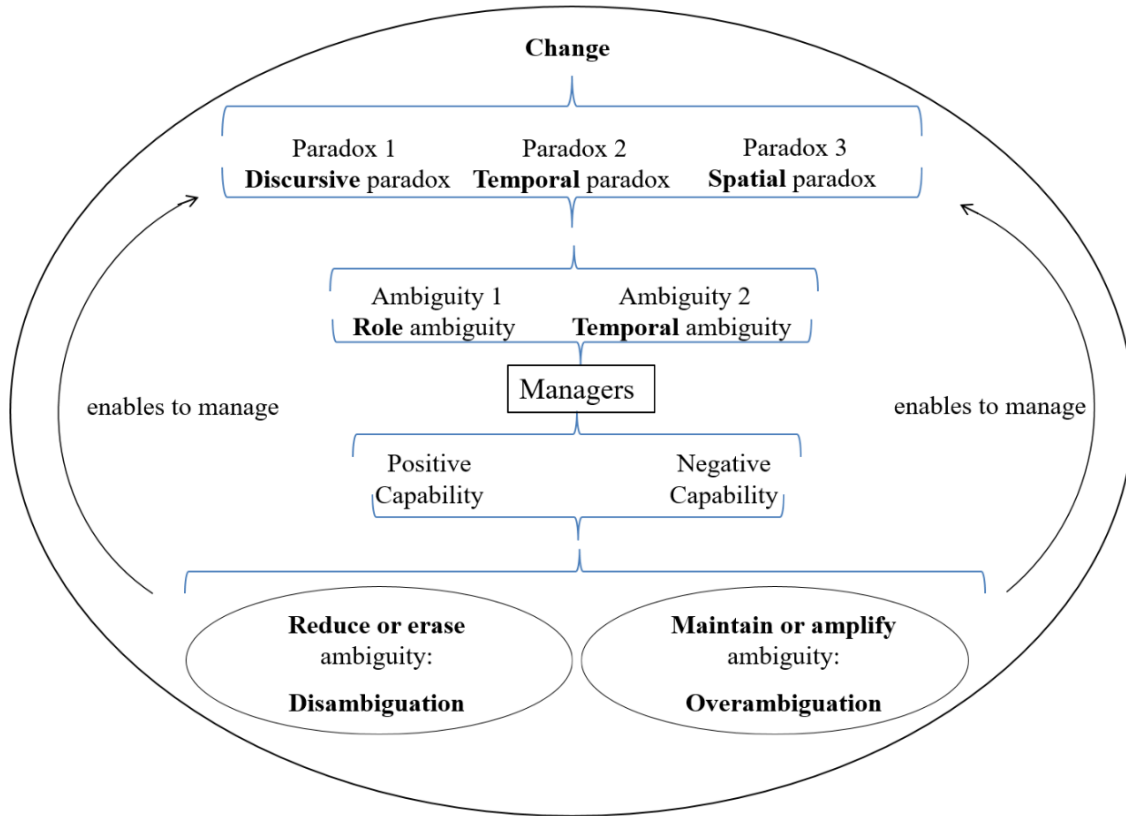 Change
Paradox 1
Discursive paradox
Paradox 2
Temporal paradox
Paradox 3
Spatial paradox
Ambiguity 1
Role ambiguity
Ambiguity 2
Temporal ambiguity
Managers
enables to manage
enables to manage
Positive
Capability
Negative
Capability
Reduce or erase
ambiguity:
Disambiguation
Maintain or amplify
ambiguity:
Overambiguation